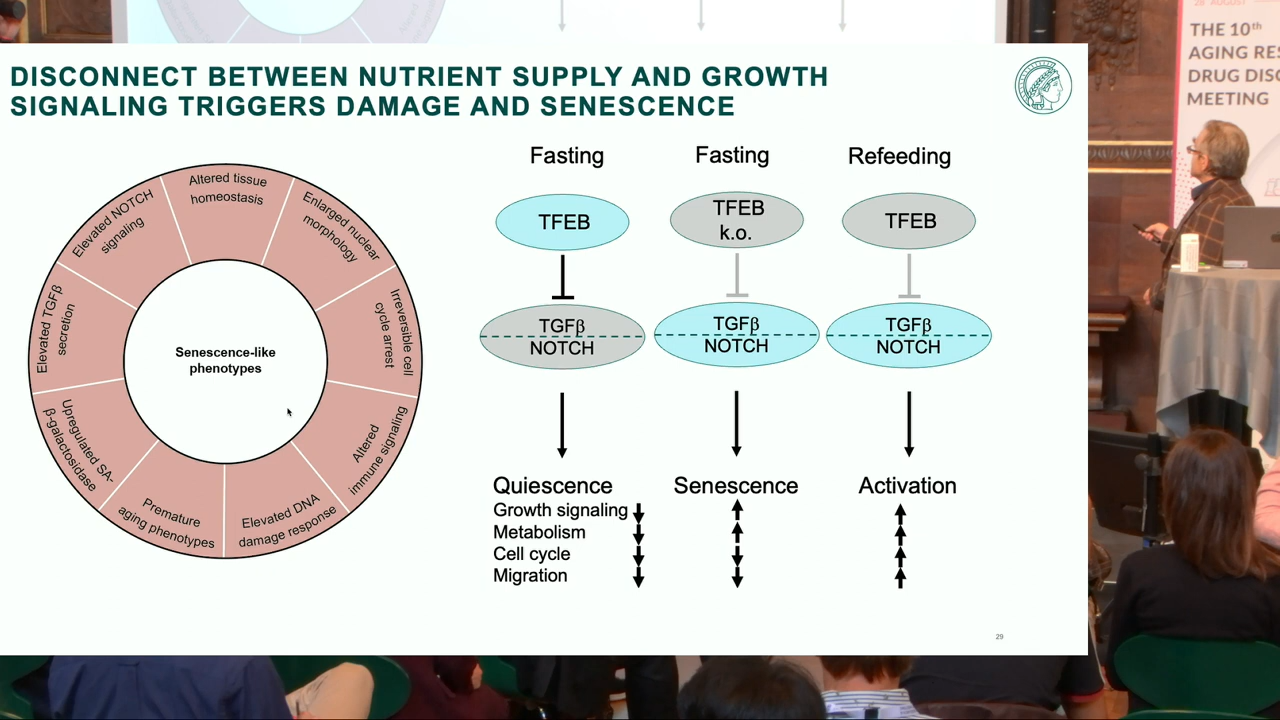 DISCONNECT BETWEEN NUTRIENT SUPPLY AND GROWTH
SIGNALING TRIGGERS DAMAGE AND SENESCENCE
Altered tissue
homeostasis
Enlarged nuclear
morphology
Irreversible cell
cycle arrest
Altered
immune signaling
Elevated DNA
damage response
Premature
aging phenotypes
Upregulated SA-
β-galactosidase
Elevated TGFβ
secretion
Elevated NOTCH
signaling
Senescence-like
phenotypes
Fasting
TFEB
TGFβ
NOTCH
Quiescence
Growth signaling
Metabolism
Cell cycle
Migration
Fasting
TFEB
k.o.
TGFβ
NOTCH
Senescence
Refeeding
TFEB
TGFβ
NOTCH
Activation
29
28 AUGUST
THE 10th
AGING RES
DRUG DISC
MEETING